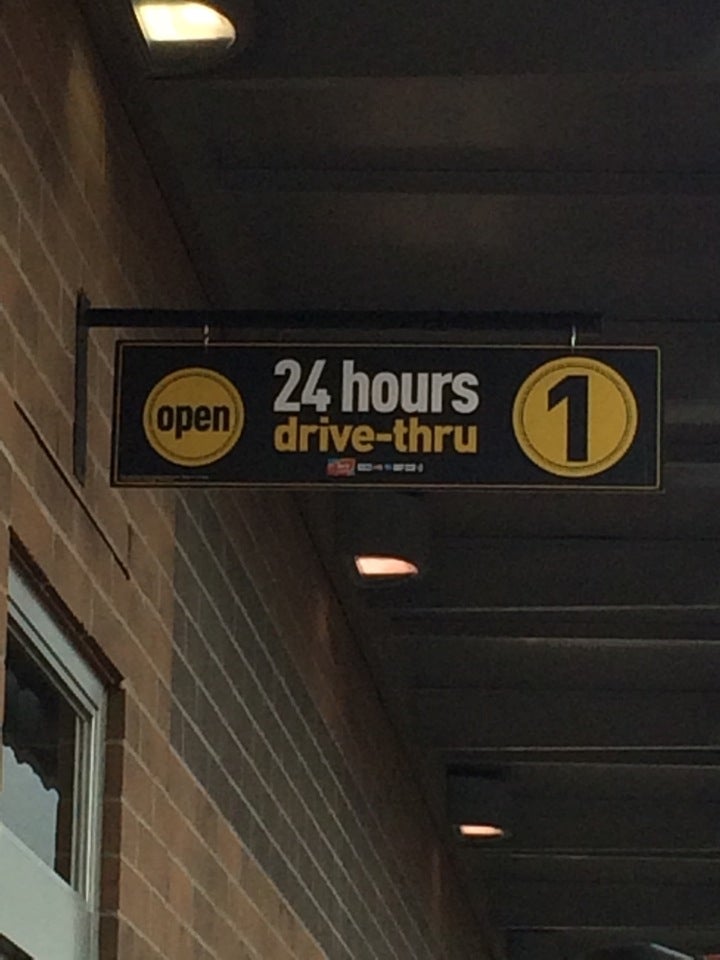 open
24 hours
drive-thru
1